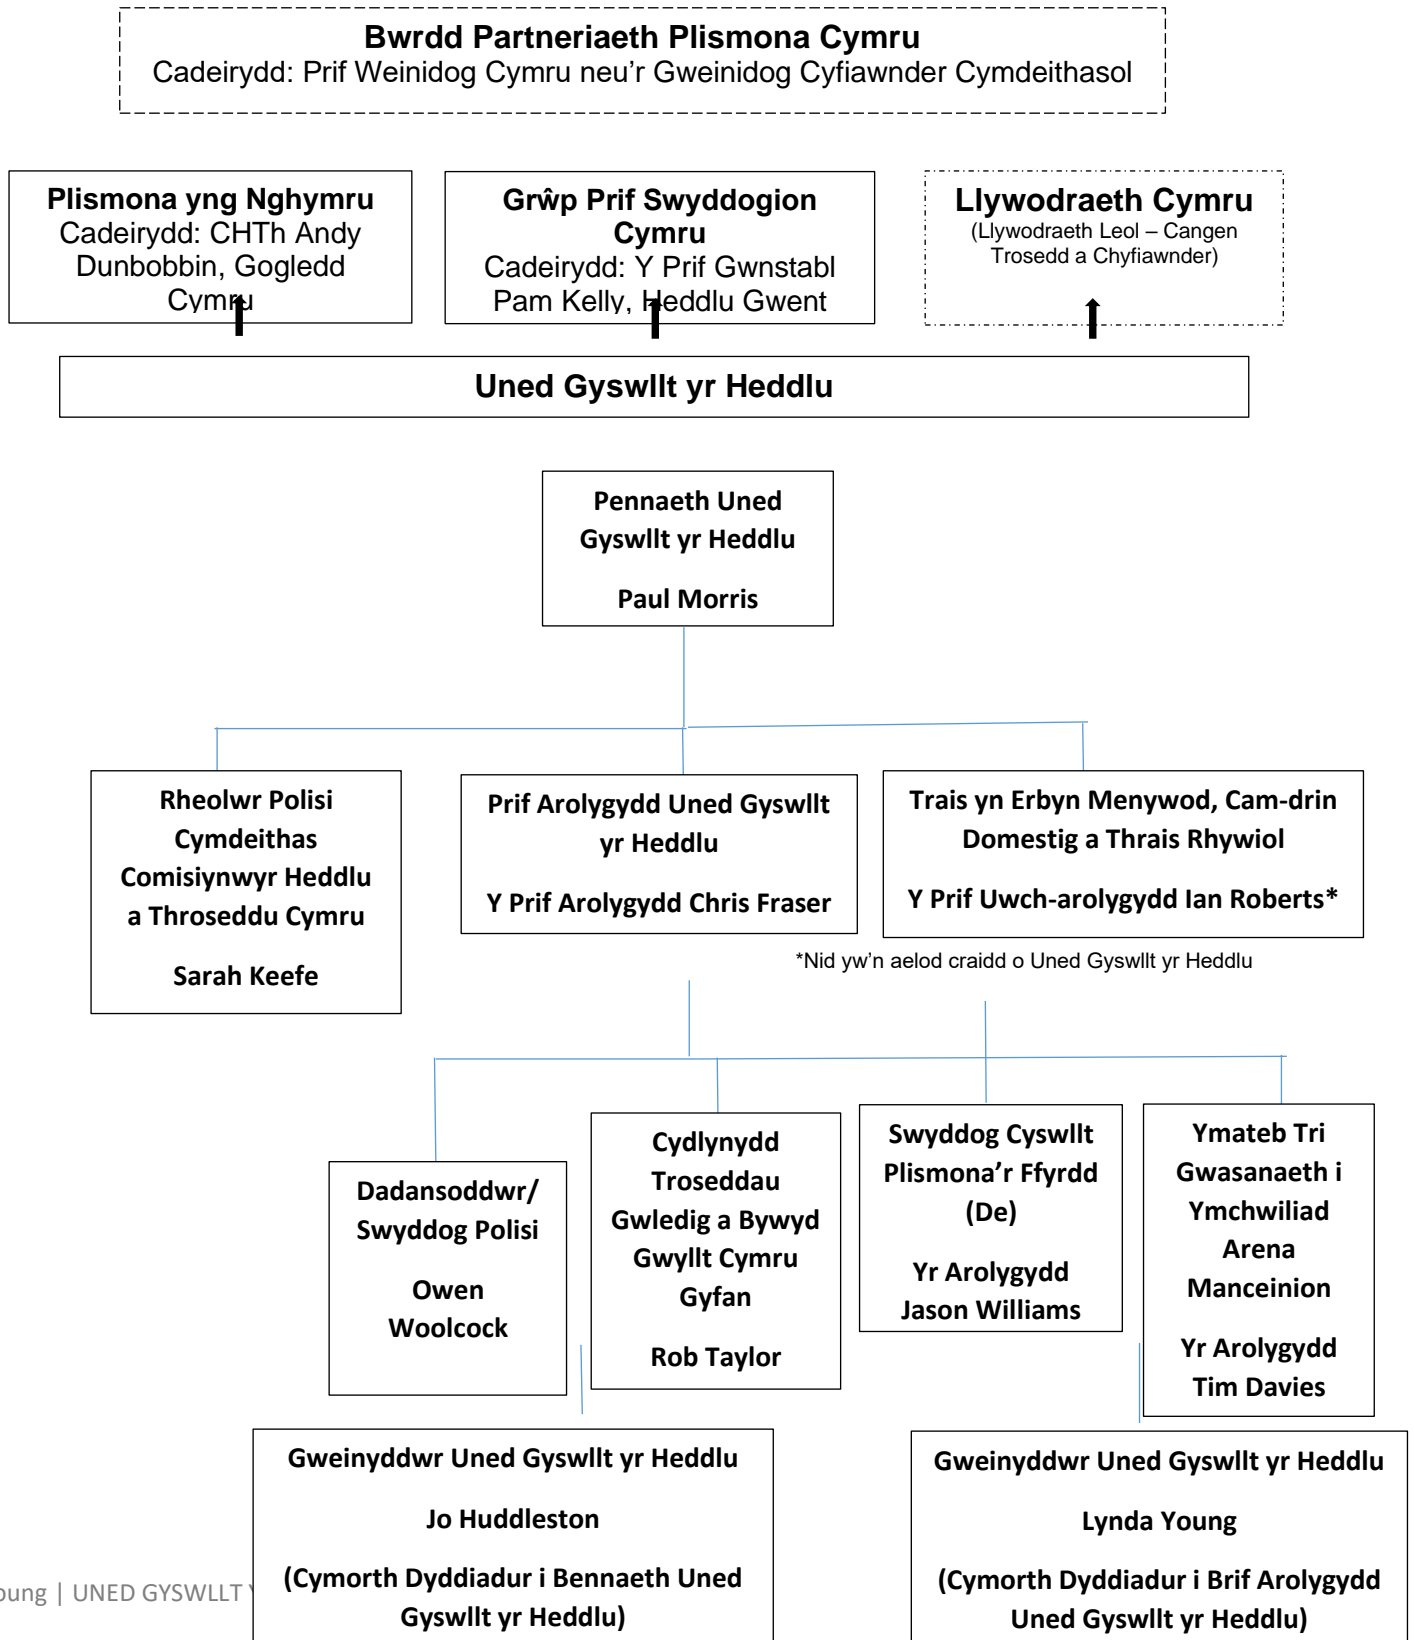 Bwrdd Partneriaeth Plismona Cymru
Cadeirydd: Prif Weinidog Cymru neu’r Gweinidog Cyfiawnder Cymdeithasol
Plismona yng Nghymru
Cadeirydd: CHTh Andy
Dunbobbin, Gogledd
Cymru
Grŵp Prif Swyddogion
Cymru
Cadeirydd: Y Prif Gwnstabl
Pam Kelly, Heddlu Gwent
Llywodraeth Cymru
(Llywodraeth Leol – Cangen
Trosedd a Chyfiawnder)
Uned Gyswllt yr Heddlu
Pennaeth Uned
Gyswllt yr Heddlu
Paul Morris
Rheolwr Polisi
Cymdeithas
Comisiynwyr Heddlu
a Throseddu Cymru
Sarah Keefe
Prif Arolygydd Uned Gyswllt
yr Heddlu
Y Prif Arolygydd Chris Fraser
Trais yn Erbyn Menywod, Cam-drin
Domestig a Thrais Rhywiol
Y Prif Uwch-arolygydd Ian Roberts*
*Nid yw’n aelod craidd o Uned Gyswllt yr Heddlu
Dadansoddwr/
Swyddog Polisi
Owen
Woolcock
Cydlynydd
Troseddau
Gwledig a Bywyd
Gwyllt Cymru
Gyfan
Rob Taylor
Swyddog Cyswllt
Plismona’r Ffyrdd
(De)
Yr Arolygydd
Jason Williams
Ymateb Tri
Gwasanaeth i
Ymchwiliad
Arena
Manceinion
Yr Arolygydd
Tim Davies
Gweinyddwr Uned Gyswllt yr Heddlu
Jo Huddleston
(Cymorth Dyddiadur i Bennaeth Uned
Gyswllt yr Heddlu)
Gweinyddwr Uned Gyswllt yr Heddlu
Lynda Young
(Cymorth Dyddiadur i Brif Arolygydd
Uned Gyswllt yr Heddlu)
oung | UNED GYSWLLT